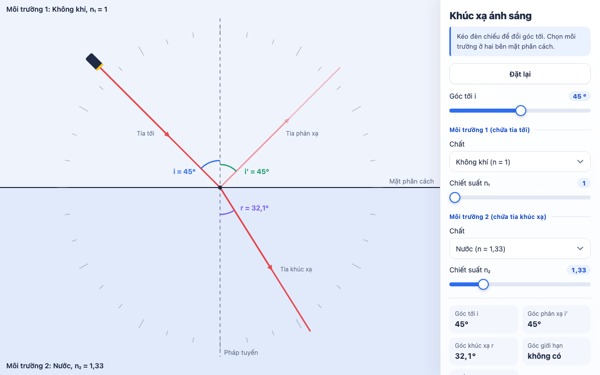 Môi trường 1: Không khí, n₁ = 1
Tia tới
Tia phản xạ
i = 45°
i' = 45°
Mặt phân cách
r = 32,1°
Tia khúc xạ
Pháp tuyến
Môi trường 2: Nước, n₂ = 1,33
Khúc xạ ánh sáng
Kéo đèn chiếu để đổi góc tới. Chọn môi
trường ở hai bên mặt phân cách.
Đặt lại
Góc tới i
45 °
Môi trường 1 (chứa tia tới)
Chất
Không khí (n = 1)
Chiết suất n₁
1
Môi trường 2 (chứa tia khúc xạ)
Chất
Nước (n = 1,33)
Chiết suất n₂
1,33
Góc tới i
45°
Góc phản xạ i'
45°
Góc khúc xạ r
32,1°
Góc giới hạn
không có